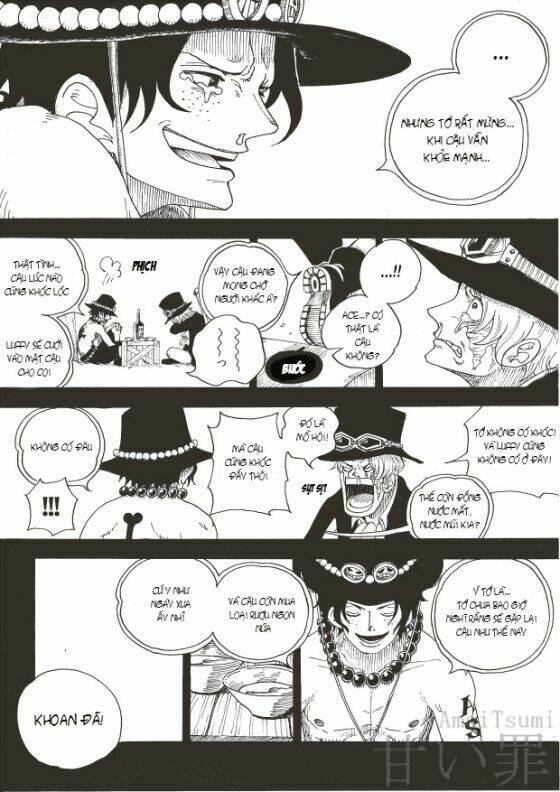 ...
NHƯNG TỚ RẤT MỪNG...
KHI CẬU VẪN
KHỎE MẠNH...
...!!
ACE...? CÓ
THẬT LÀ
CẬU
KHÔNG?
BƯỚC
VẬY CẬU ĐANG
MONG CHỜ
NGƯỜI KHÁC À?
PHỊCH
THẬT TÌNH...
CẬU LÚC NÀO
CŨNG KHÓC LÓC
LUFFY SẼ CƯỜI
VÀO MẶT CẬU
CHO COI
TỚ KHÔNG CÓ KHÓC!
VÀ LUFFY CŨNG
KHÔNG CÓ Ở ĐÂY!
THẾ CÒN ĐỐNG
NƯỚC MẮT,
NƯỚC MŨI KIA?
ĐÓ LÀ
MỒ HÔI!
SỤT SỊT
MÀ CẬU
CŨNG KHÓC
ĐẤY THÔI
KHÔNG CÓ ĐÂU
!!!
Ý TỚ LÀ...
TỚ CHƯA BAO GIỜ
NGHĨ RẰNG SẼ GẶP LẠI
CẬU NHƯ THẾ NÀY
VÀ CẬU CÒN MUA
LOẠI RƯỢU NGON
NỮA
CỨ Y NHƯ
NGÀY XƯA
ẤY NHỈ
KHOAN ĐÃ!
AmaiTsumi
甘い罪